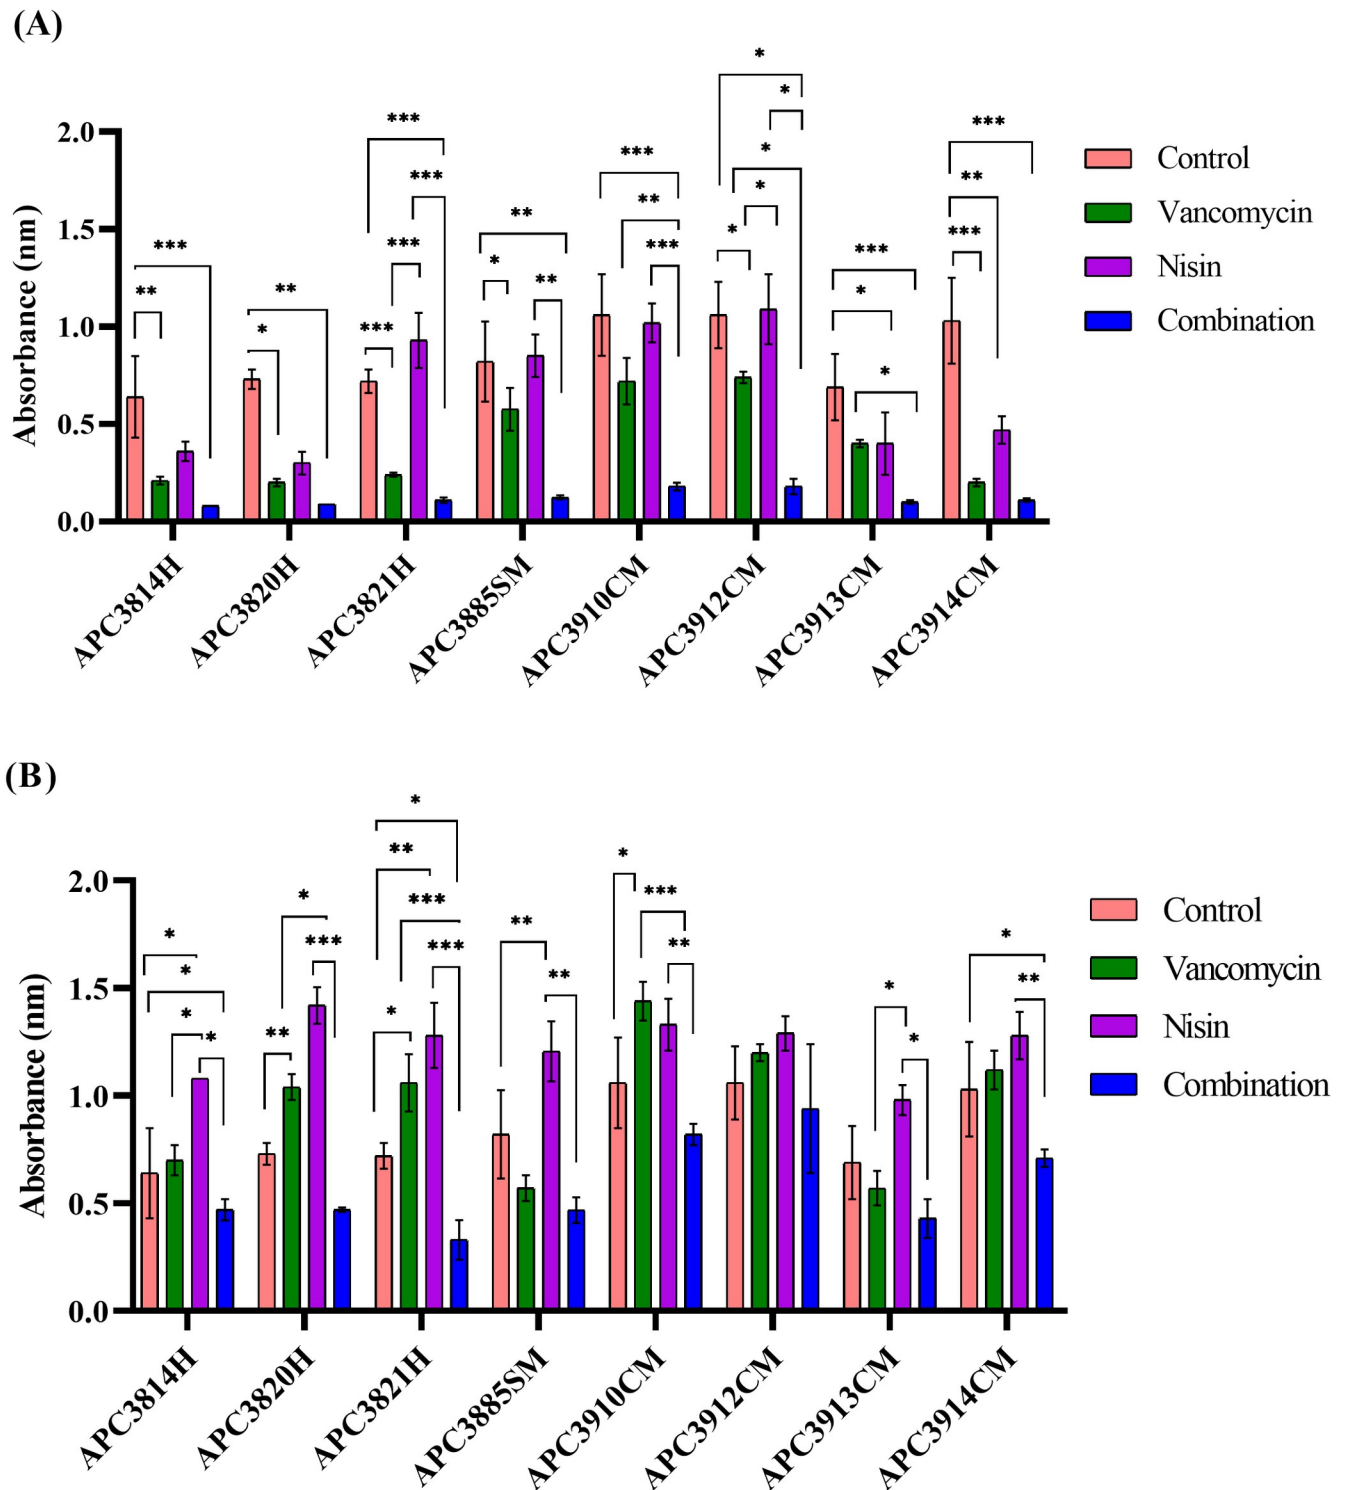 (A)
Absorbance (nm)
2.0
1.5
1.0
0.5
0.0
*** ** ** * *** *** *** *** ** * ** *** ** *** * * * * * *** * * *** ** ***
APC3814H
APC3820H
APC3821H
APC3885SM
APC3910CM
APC3912CM
APC3913CM
APC3914CM
Control
Vancomycin
Nisin
Combination
(B)
Absorbance (nm)
2.0
1.5
1.0
0.5
0.0
* * * * * *** ** * ** *** *** * ** ** * *** ** * * * **
APC3814H
APC3820H
APC3821H
APC3885SM
APC3910CM
APC3912CM
APC3913CM
APC3914CM
Control
Vancomycin
Nisin
Combination